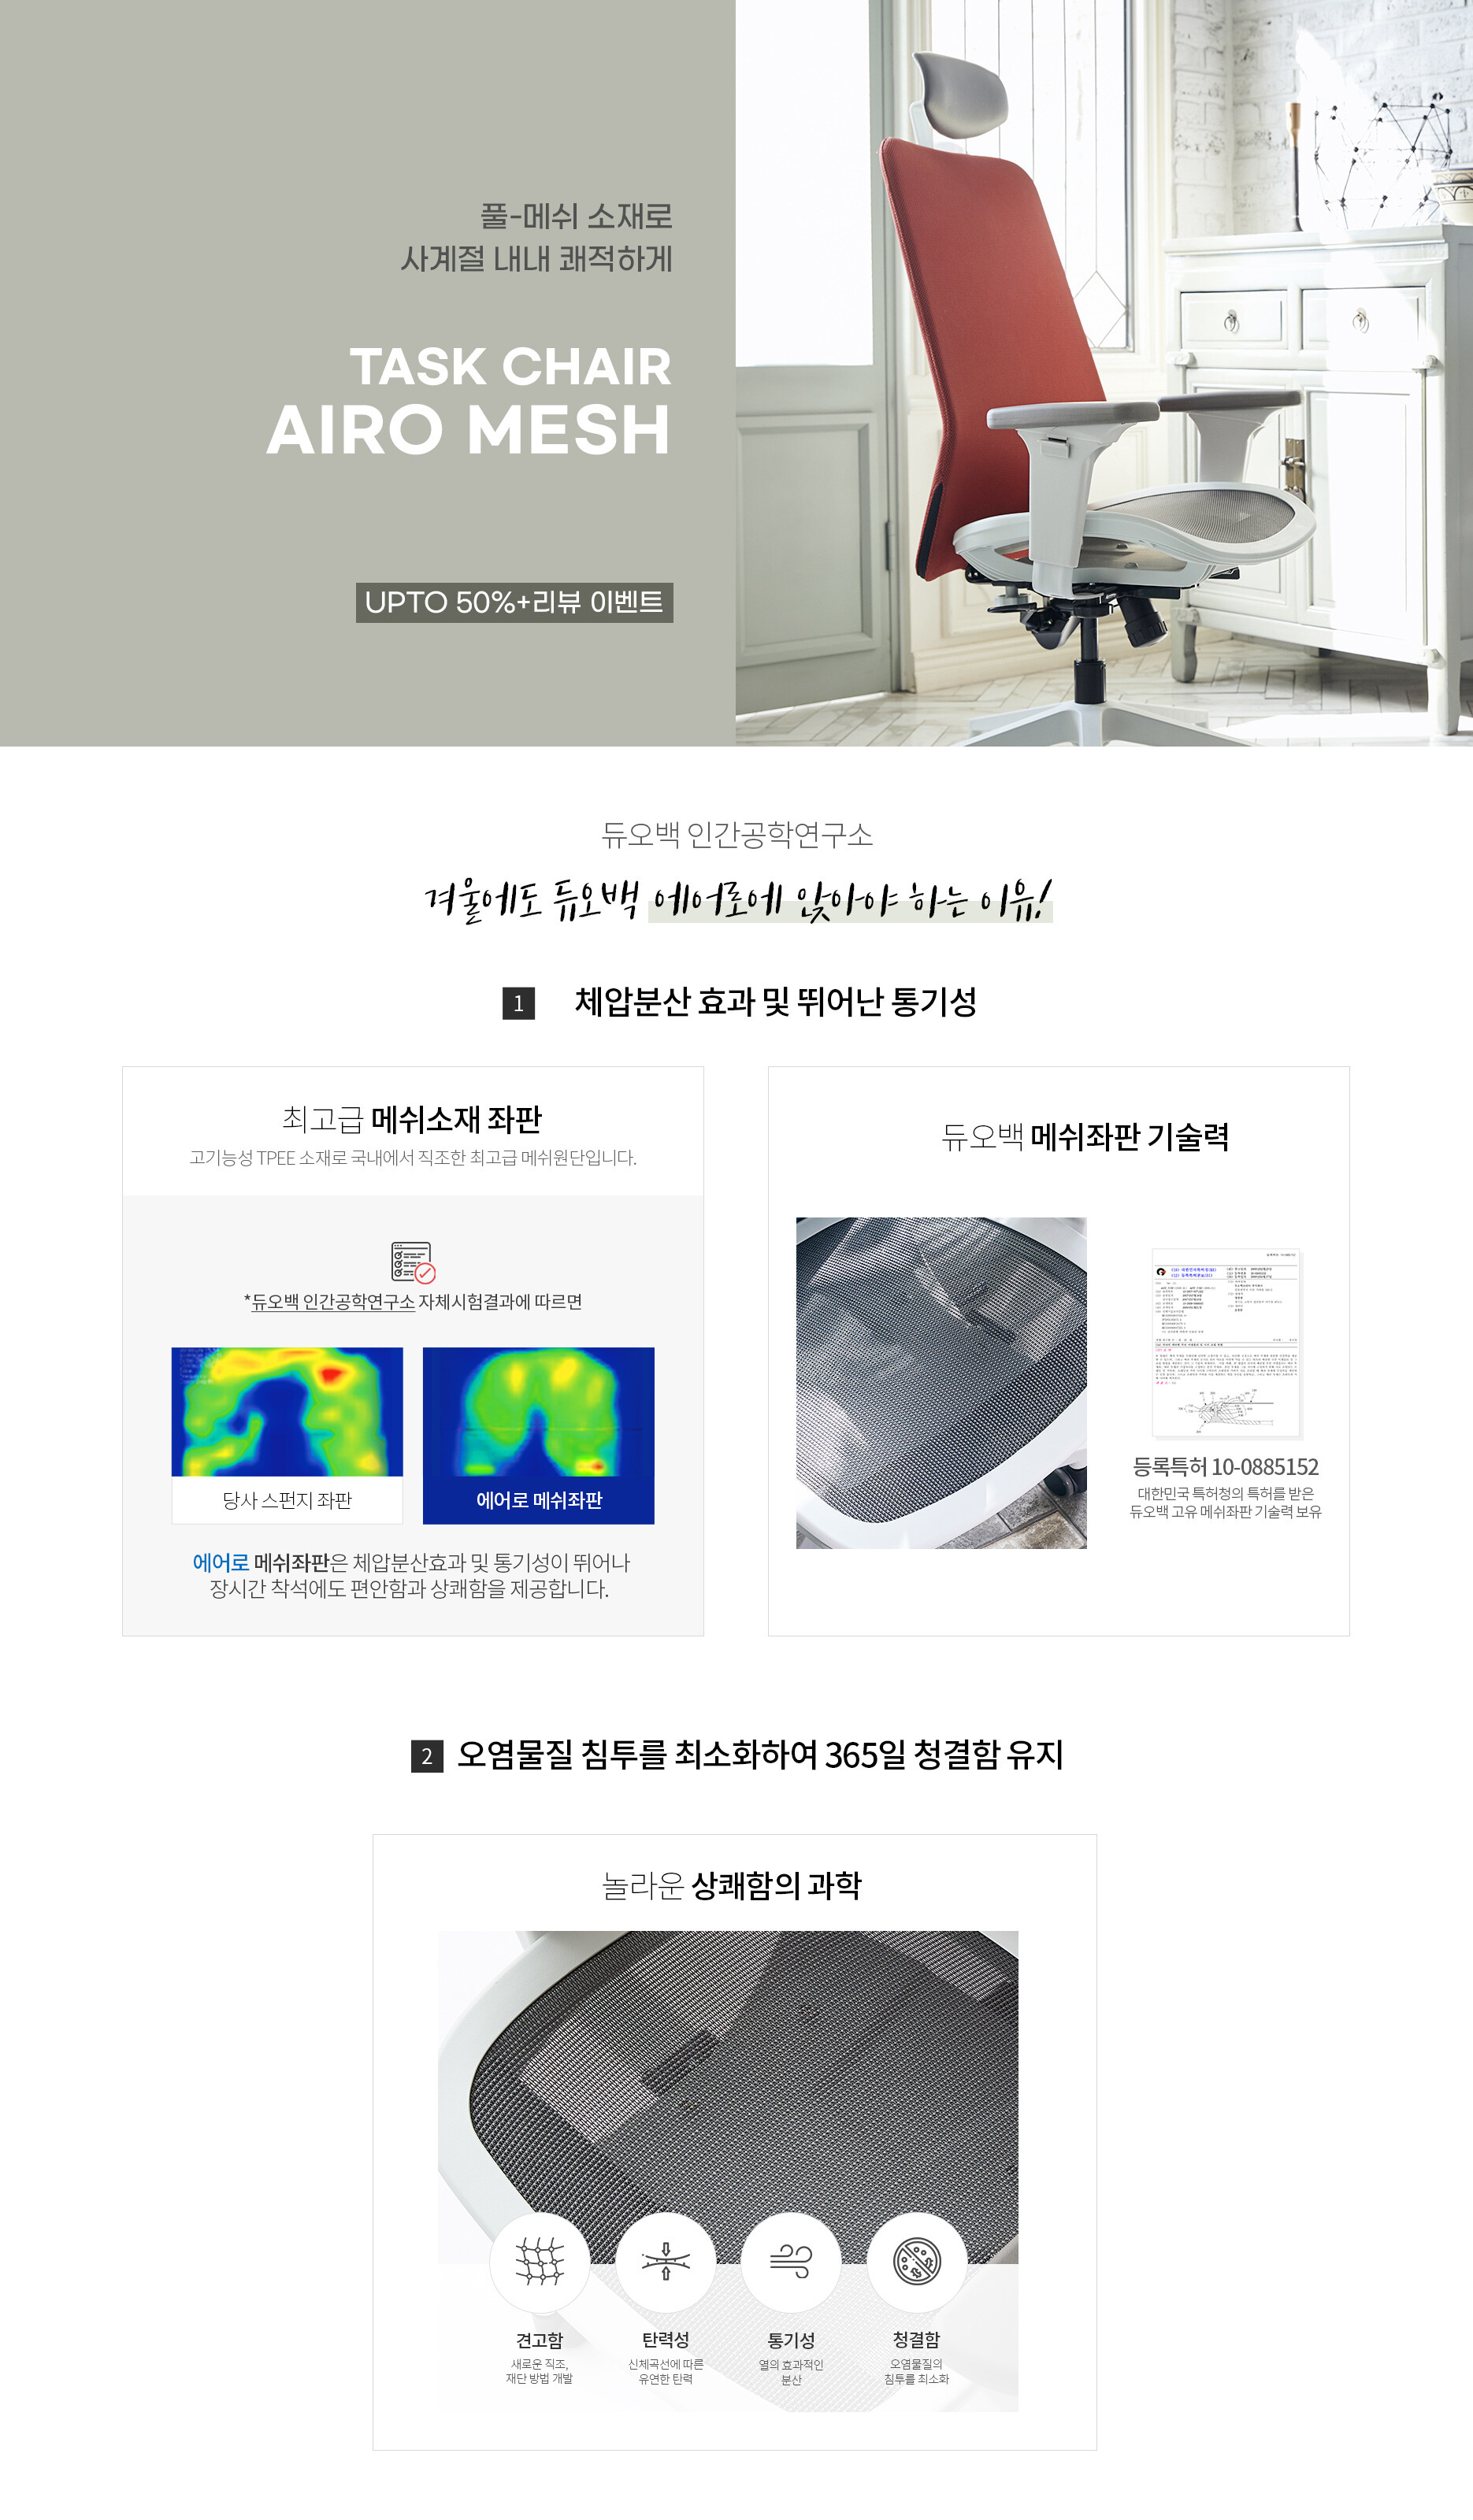 풀-메쉬 소재로
사계절 내내 쾌적하게
TASK CHAIR
AIRO MESH
UPTO 50%+리뷰 이벤트
듀오백 인간공학연구소
겨울에도 듀오백 에어로에 앉아야 하는 이유!
1 체압분산 효과 및 뛰어난 통기성
최고급 메쉬소재 좌판
고기능성 TPEE 소재로 국내에서 직조한 최고급 메쉬원단입니다.
*듀오백 인간공학연구소 자체시험결과에 따르면
당사 스펀지 좌판
에어로 메쉬좌판
에어로 메쉬좌판은 체압분산효과 및 통기성이 뛰어나
장시간 착석에도 편안함과 상쾌함을 제공합니다.
듀오백 메쉬좌판 기술력
등록특허 10-0885152
대한민국 특허청의 특허를 받은
듀오백 고유 메쉬좌판 기술력 보유
2 오염물질 침투를 최소화하여 365일 청결함 유지
놀라운 상쾌함의 과학
견고함
새로운 직조,
재단 방법 개발
탄력성
신체곡선에 따른
유연한 탄력
통기성
열의 효과적인
분산
청결함
오염물질의
침투를 최소화